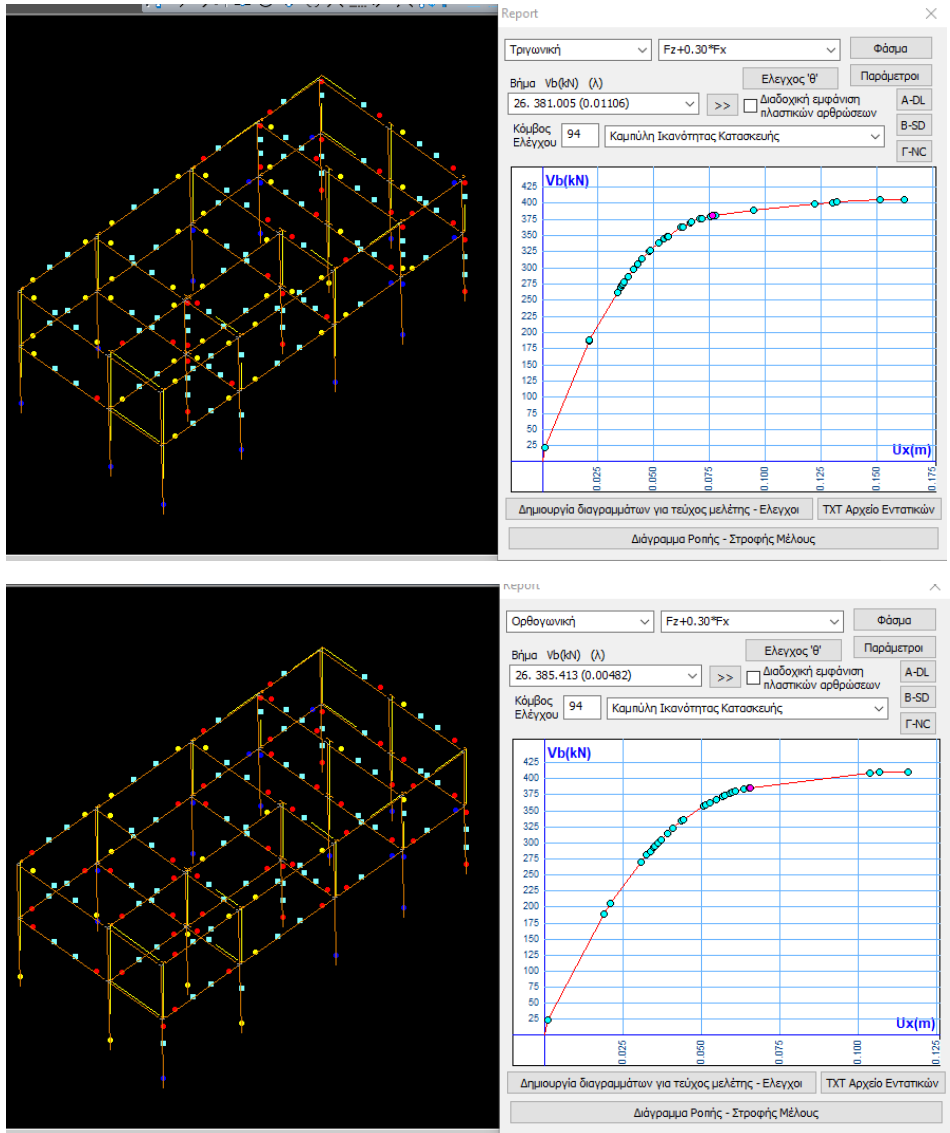 Report
Τριγωνική Fz+0.30*Fx Φάσμα
Ελεγχος 'θ' Παράμετροι
Βήμα Vb(kN) (λ)
26. 381.005 (0.01106) >> Διαδοχική εμφάνιση πλαστικών αρθρώσεων A-DL
B-SD
Κόμβος Ελέγχου 94 Καμπύλη Ικανότητας Κατασκευής
Γ-NC
Vb(kN)
425
400
375
350
325
300
275
250
225
200
175
150
125
100
75
50
25
Ux(m)
0.025 0.050 0.075 0.100 0.125 0.150 0.175
Δημιουργία διαγραμμάτων για τεύχος μελέτης - Ελεγχοι TXT Αρχείο Εντατικών
Διάγραμμα Ροπής - Στροφής Μέλους
Report
Ορθογωνική Fz+0.30*Fx Φάσμα
Ελεγχος 'θ' Παράμετροι
Βήμα Vb(kN) (λ)
26. 385.413 (0.00482) >> Διαδοχική εμφάνιση πλαστικών αρθρώσεων A-DL
B-SD
Κόμβος Ελέγχου 94 Καμπύλη Ικανότητας Κατασκευής
Γ-NC
Vb(kN)
425
400
375
350
325
300
275
250
225
200
175
150
125
100
75
50
25
Ux(m)
0.025 0.050 0.075 0.100 0.125
Δημιουργία διαγραμμάτων για τεύχος μελέτης - Ελεγχοι TXT Αρχείο Εντατικών
Διάγραμμα Ροπής - Στροφής Μέλους